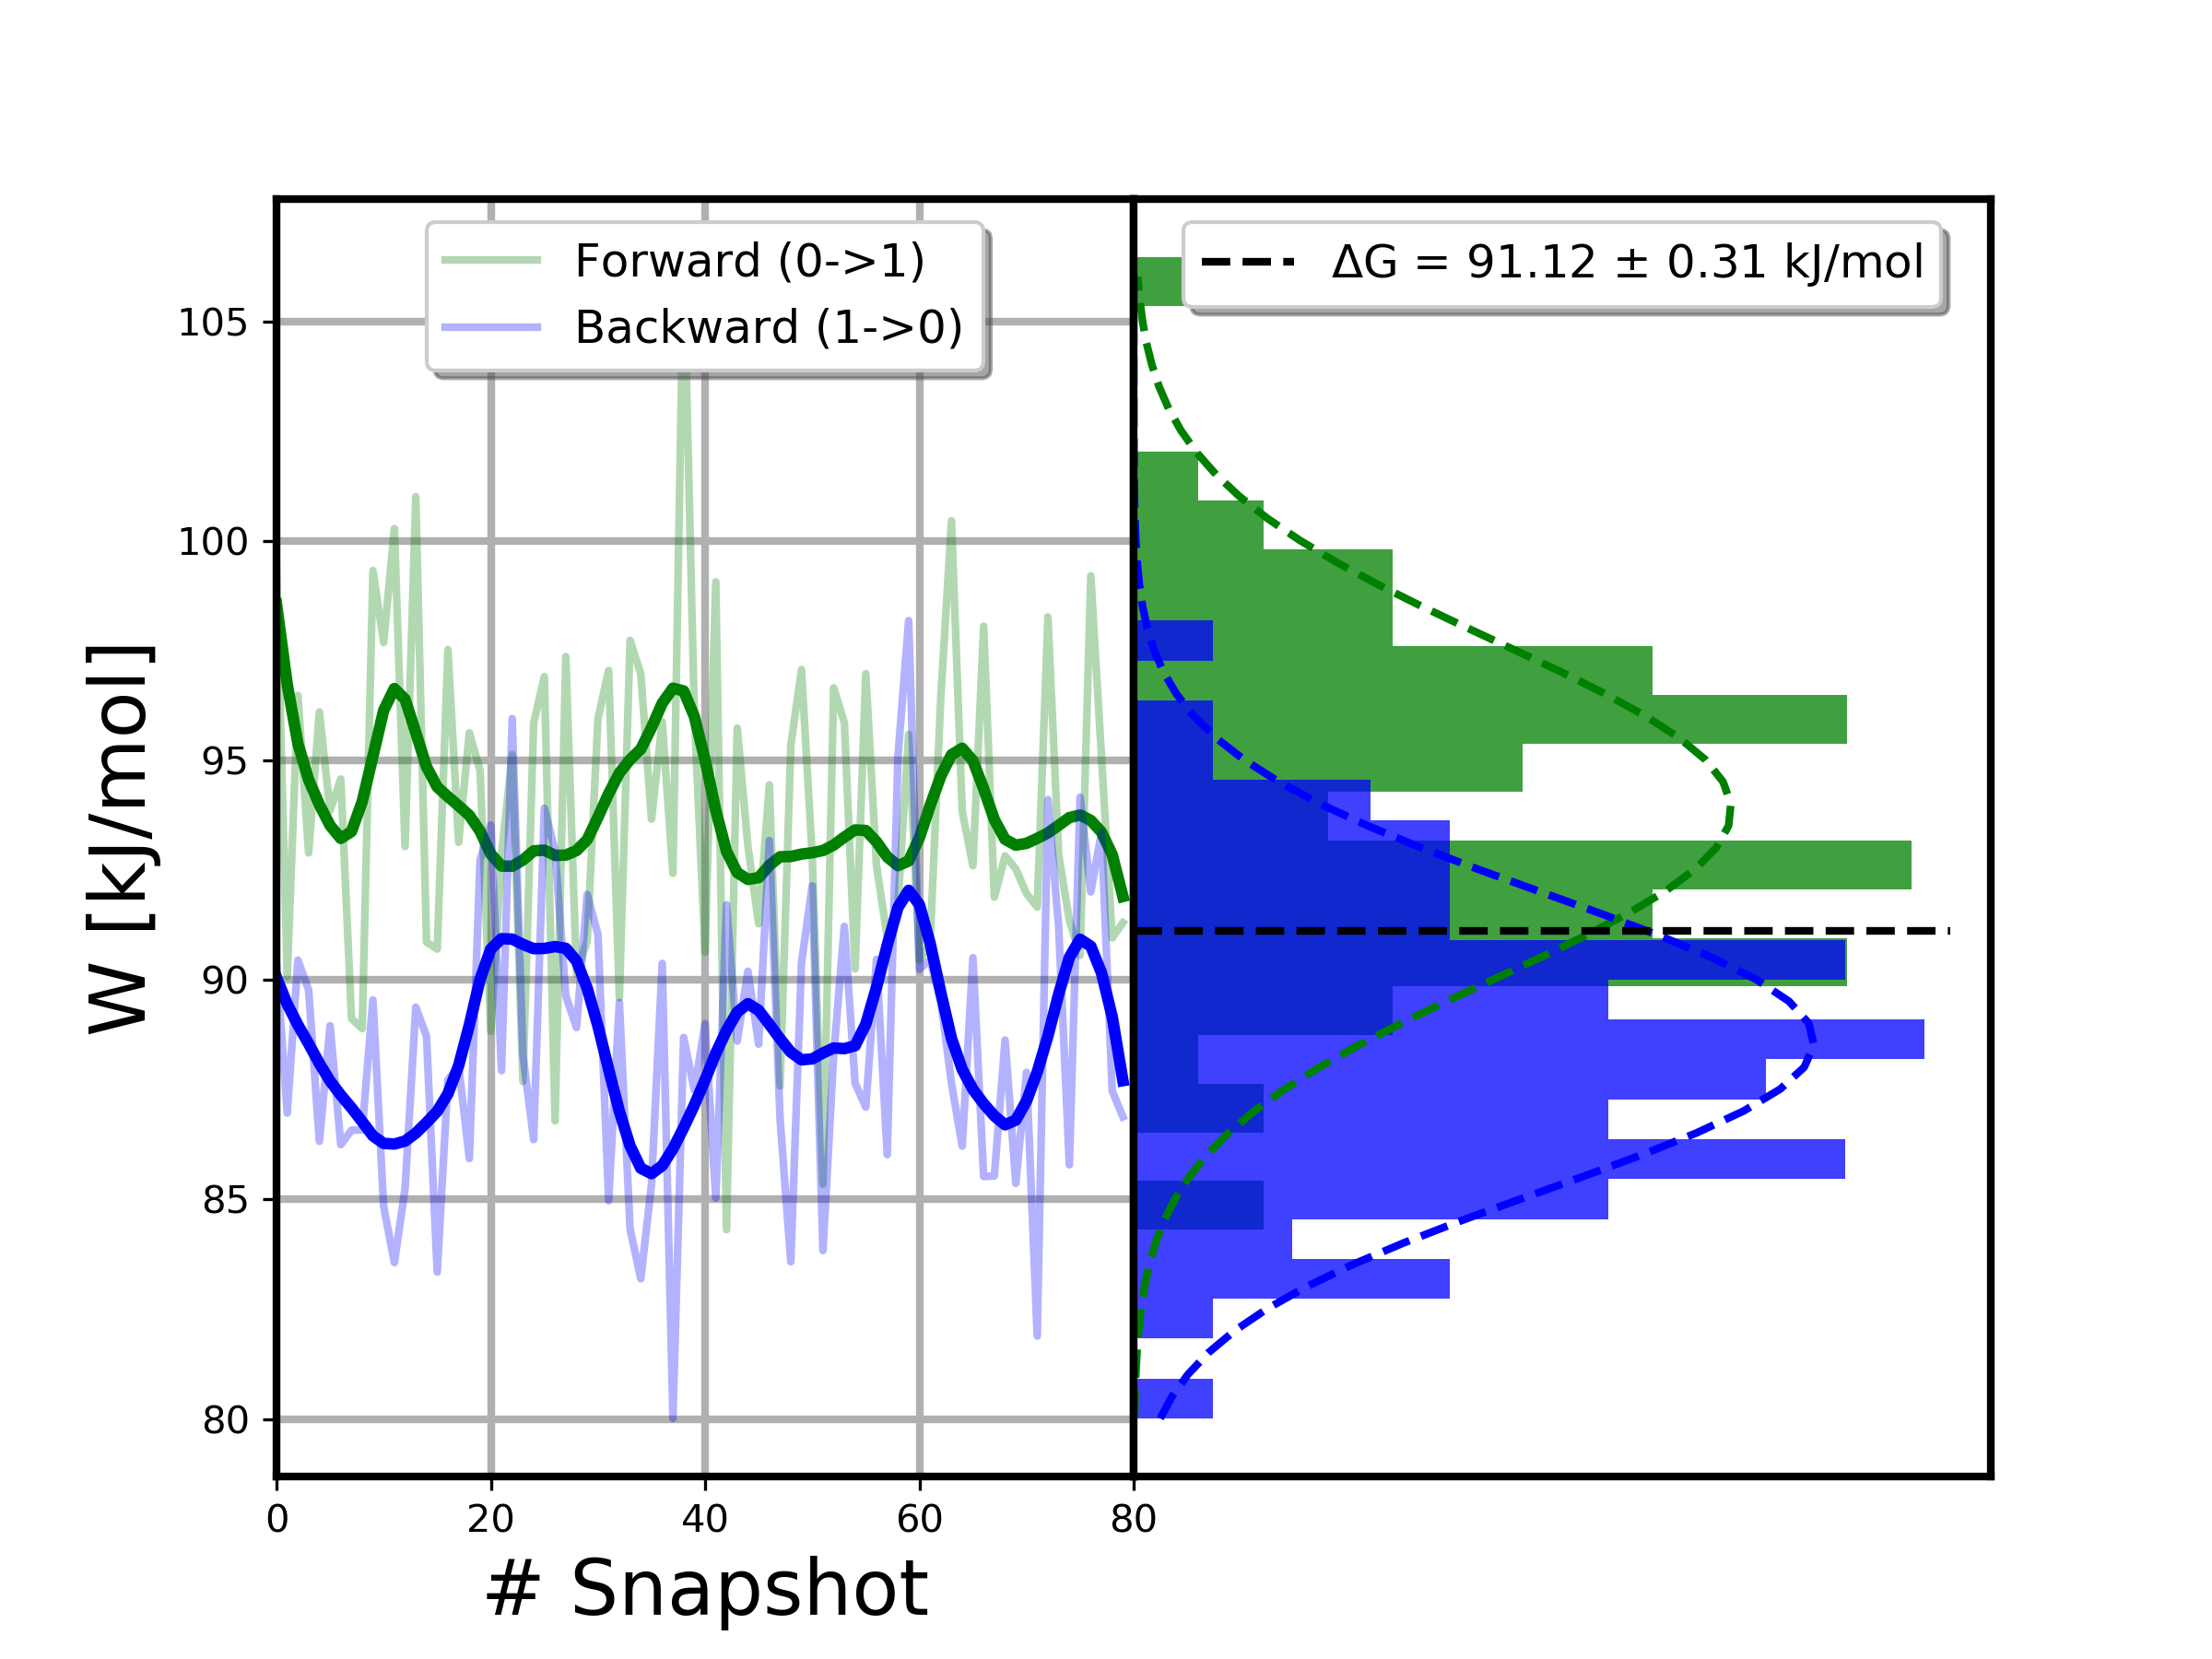 Forward (0->1)
Backward (1->0)
ΔG = 91.12 ± 0.31 kJ/mol
105
100
95
90
85
80
W [kJ/mol]
0 20 40 60 80
# Snapshot